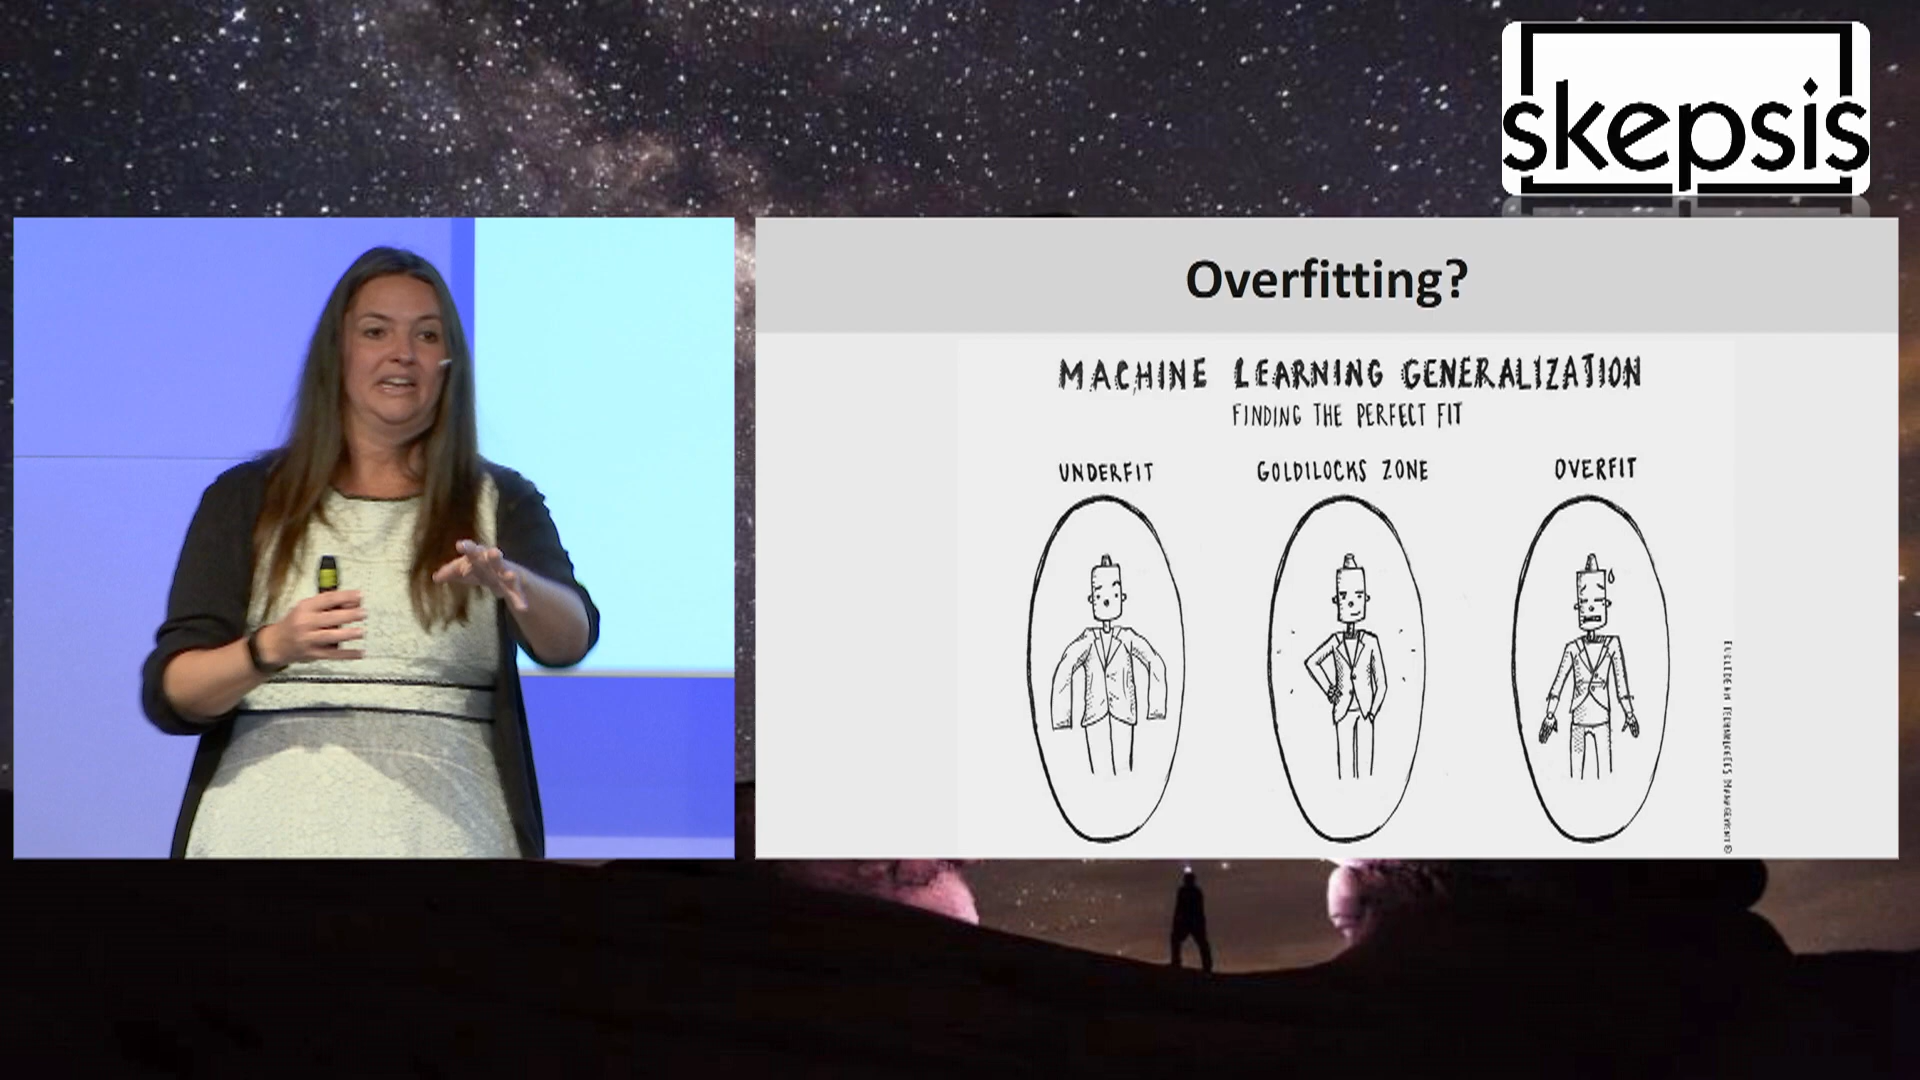 skepsis
Overfitting?
MACHINE LEARNING GENERALIZATION
FINDING THE PERFECT FIT
UNDERFIT
GOLDILOCKS ZONE
OVERFIT